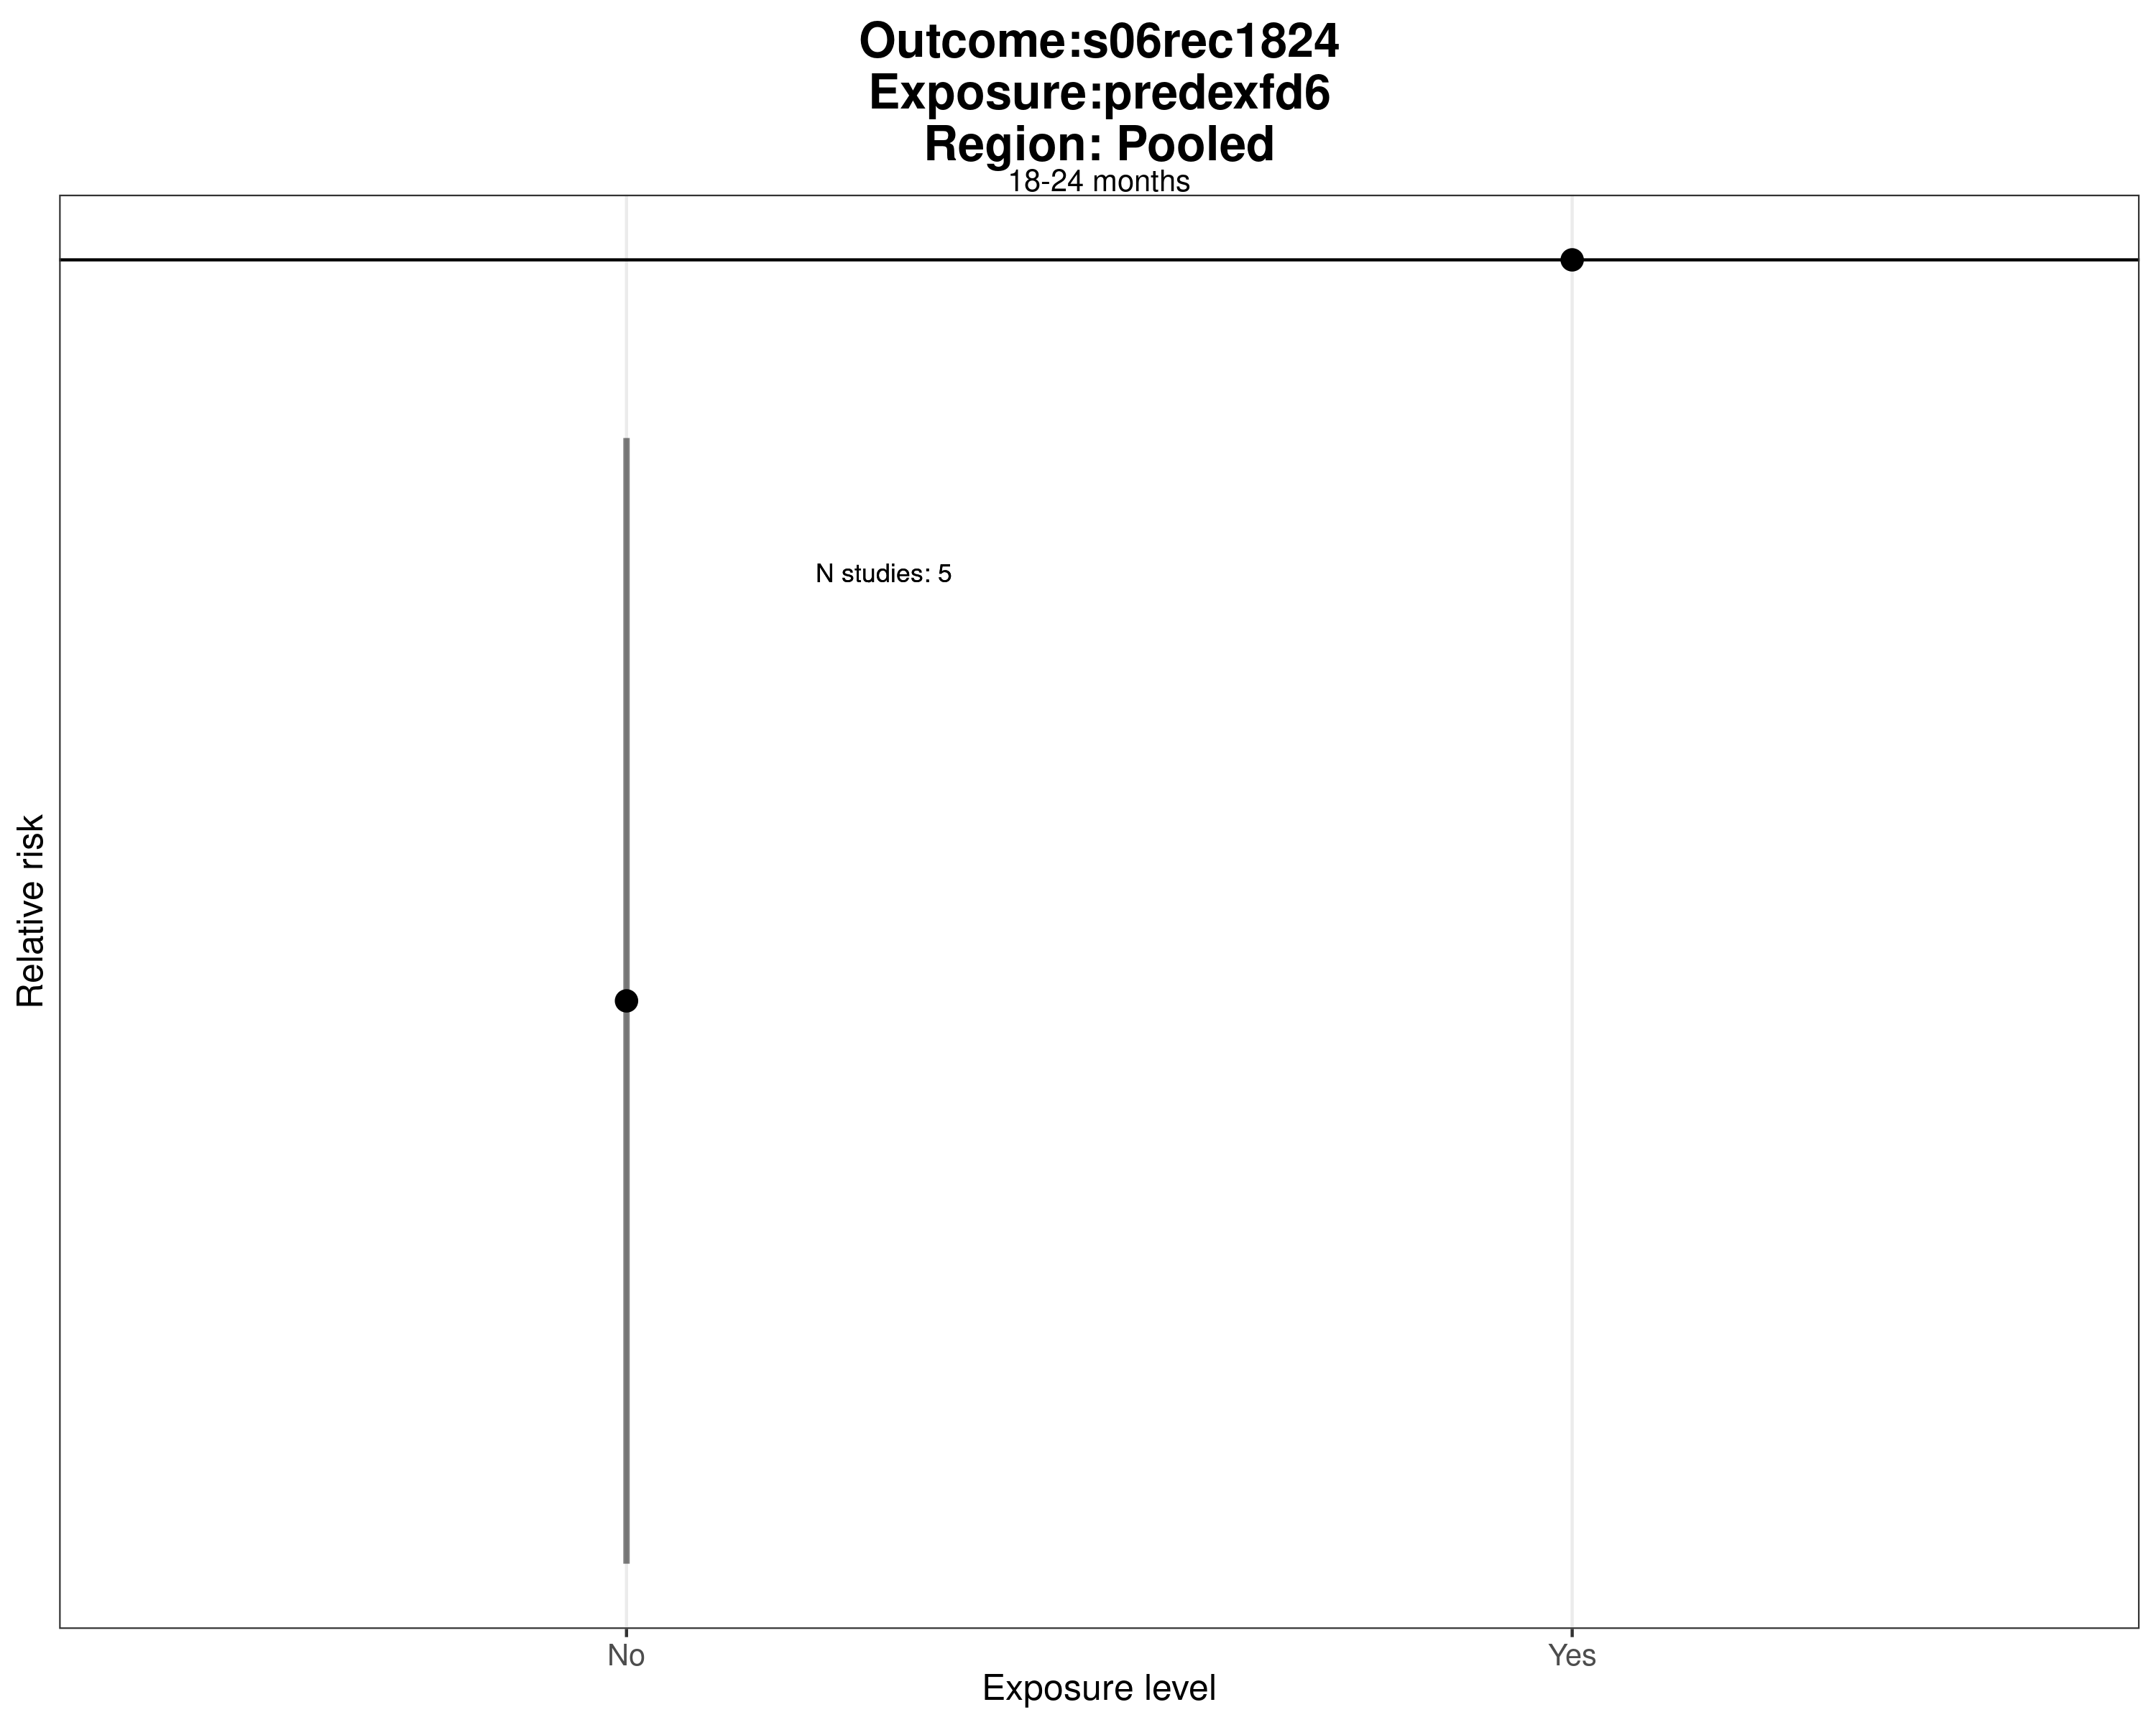 Outcome:s06rec1824
Exposure:predexfd6
Region: Pooled
18-24 months
N studies: 5
Relative risk
No
Yes
Exposure level